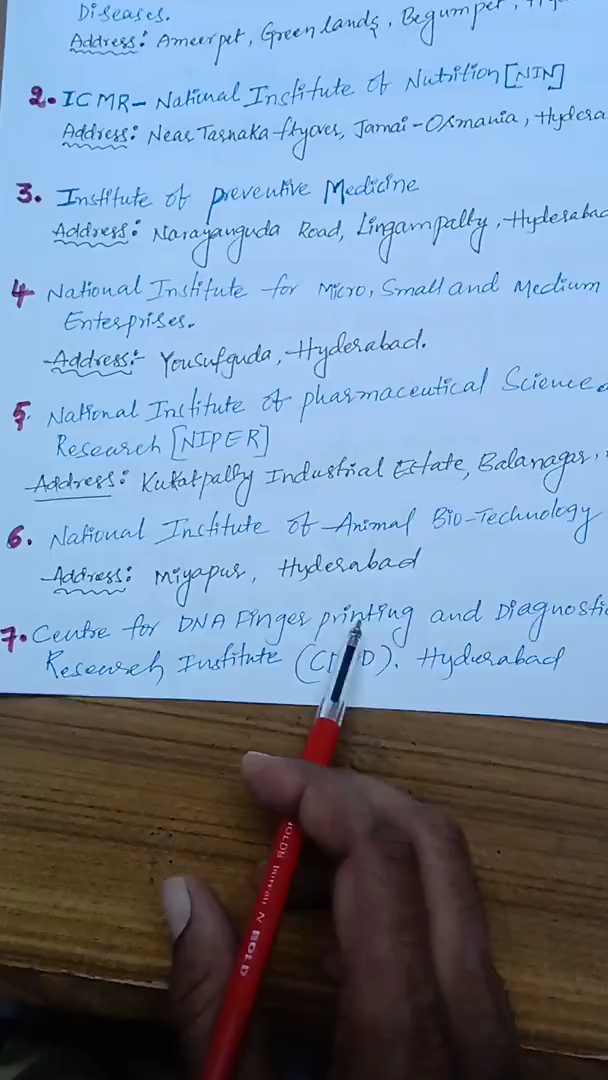 Diseases.
Address: Ameerpet, Green lands, Begumpet,
2. ICMR- National Institute of Nutrition [NIN]
Address: Near Tarnaka-flyover, Jamai-Osmania, Hydera
3. Institute of preventive Medicine
Address: Narayanguda Road, Lingampally, Hyderabad
4 National Institute for Micro, Small and Medium
Enterprises.
Address:- Yousufguda, Hyderabad.
5. National Institute of pharmaceutical Science
Research [NIPER]
Address: Kukatpally Industrial Estate, Balanagar,
6. National Institute of Animal Bio-Technology
Address: Miyapur, Hyderabad
7. Centre for DNA Finger printing and Diagnostic
Research Institute (C D). Hyderabad
BOLD